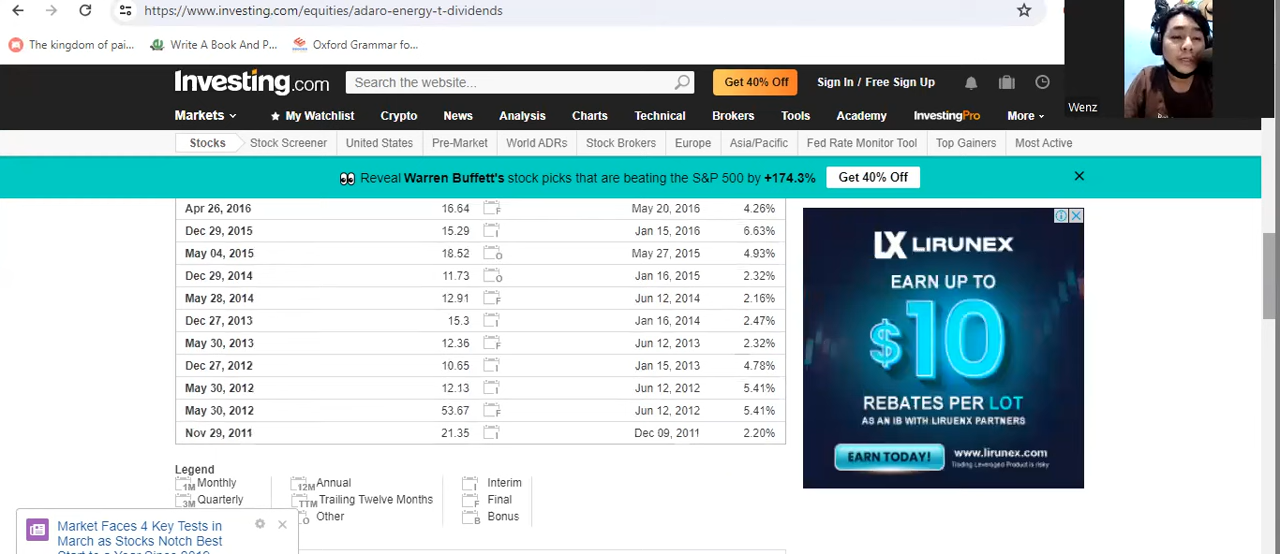 https://www.investing.com/equities/adaro-energy-t-dividends
The kingdom of pai...
Write A Book And P...
Oxford Grammar fo...
Wenz
Investing.com
Search the website...
Get 40% Off
Sign In / Free Sign Up
Markets
My Watchlist
Crypto
News
Analysis
Charts
Technical
Brokers
Tools
Academy
InvestingPro
More
Stocks
Stock Screener
United States
Pre-Market
World ADRs
Stock Brokers
Europe
Asia/Pacific
Fed Rate Monitor Tool
Top Gainers
Most Active
Reveal Warren Buffett's stock picks that are beating the S&P 500 by +174.3%
Get 40% Off
Apr 26, 2016 16.64 F May 20, 2016 4.26%
Dec 29, 2015 15.29 I Jan 15, 2016 6.63%
May 04, 2015 18.52 O May 27, 2015 4.93%
Dec 29, 2014 11.73 O Jan 16, 2015 2.32%
May 28, 2014 12.91 F Jun 12, 2014 2.16%
Dec 27, 2013 15.3 I Jan 16, 2014 2.47%
May 30, 2013 12.36 F Jun 12, 2013 2.32%
Dec 27, 2012 10.65 I Jan 15, 2013 4.78%
May 30, 2012 12.13 I Jun 12, 2012 5.41%
May 30, 2012 53.67 F Jun 12, 2012 5.41%
Nov 29, 2011 21.35 I Dec 09, 2011 2.20%
Legend
1M Monthly
3M Quarterly
12M Annual
TTM Trailing Twelve Months
O Other
I Interim
F Final
B Bonus
LX LIRUNEX
EARN UP TO
$10
REBATES PER LOT
AS AN IB WITH LIRUENX PARTNERS
EARN TODAY!
www.lirunex.com
Trading Leveraged Product is risky
Market Faces 4 Key Tests in
March as Stocks Notch Best